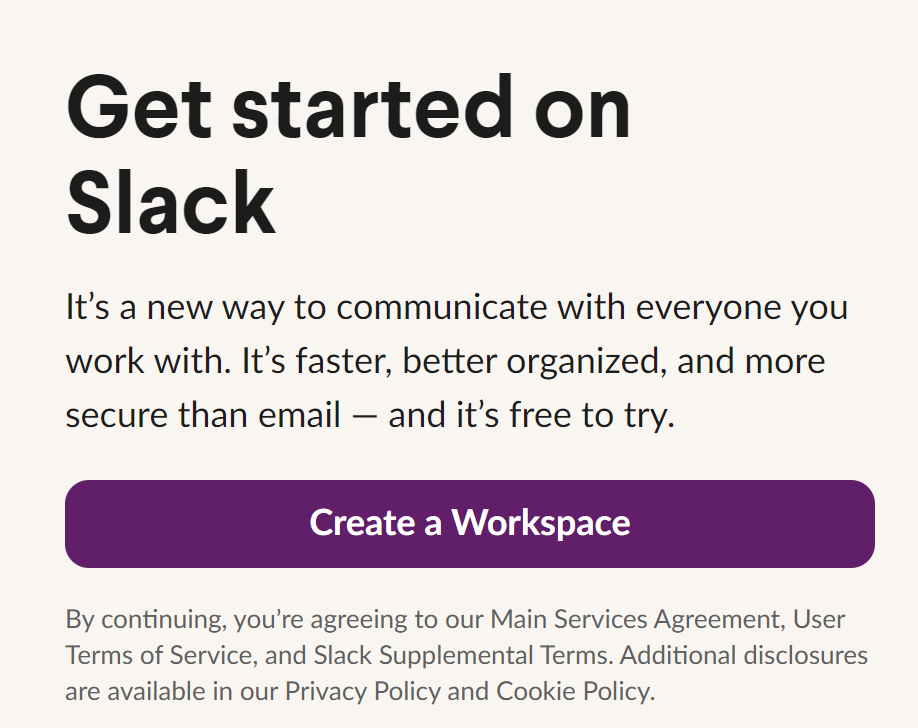 Get started on
Slack
It’s a new way to communicate with everyone you
work with. It’s faster, better organized, and more
secure than email — and it’s free to try.
Create a Workspace
By continuing, you’re agreeing to our Main Services Agreement, User
Terms of Service, and Slack Supplemental Terms. Additional disclosures
are available in our Privacy Policy and Cookie Policy.